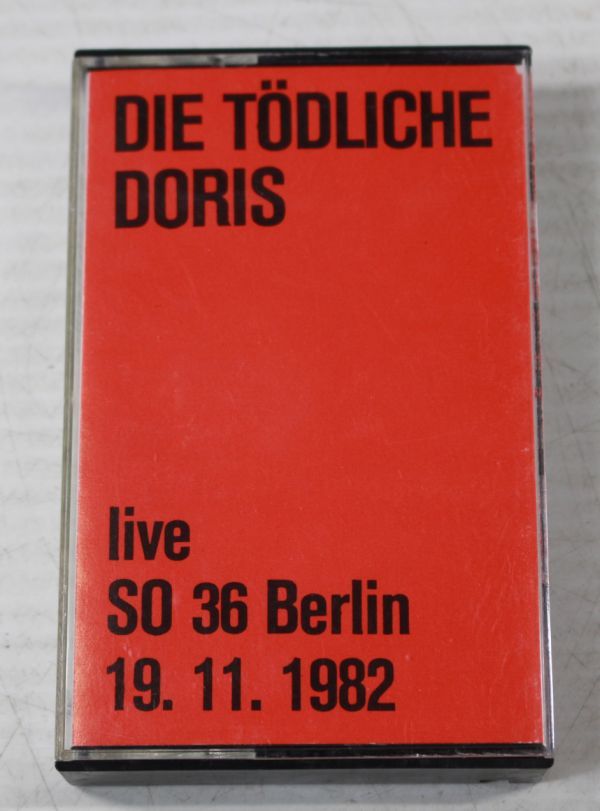 DIE TÖDLICHE
DORIS
live
SO 36 Berlin
19. 11. 1982